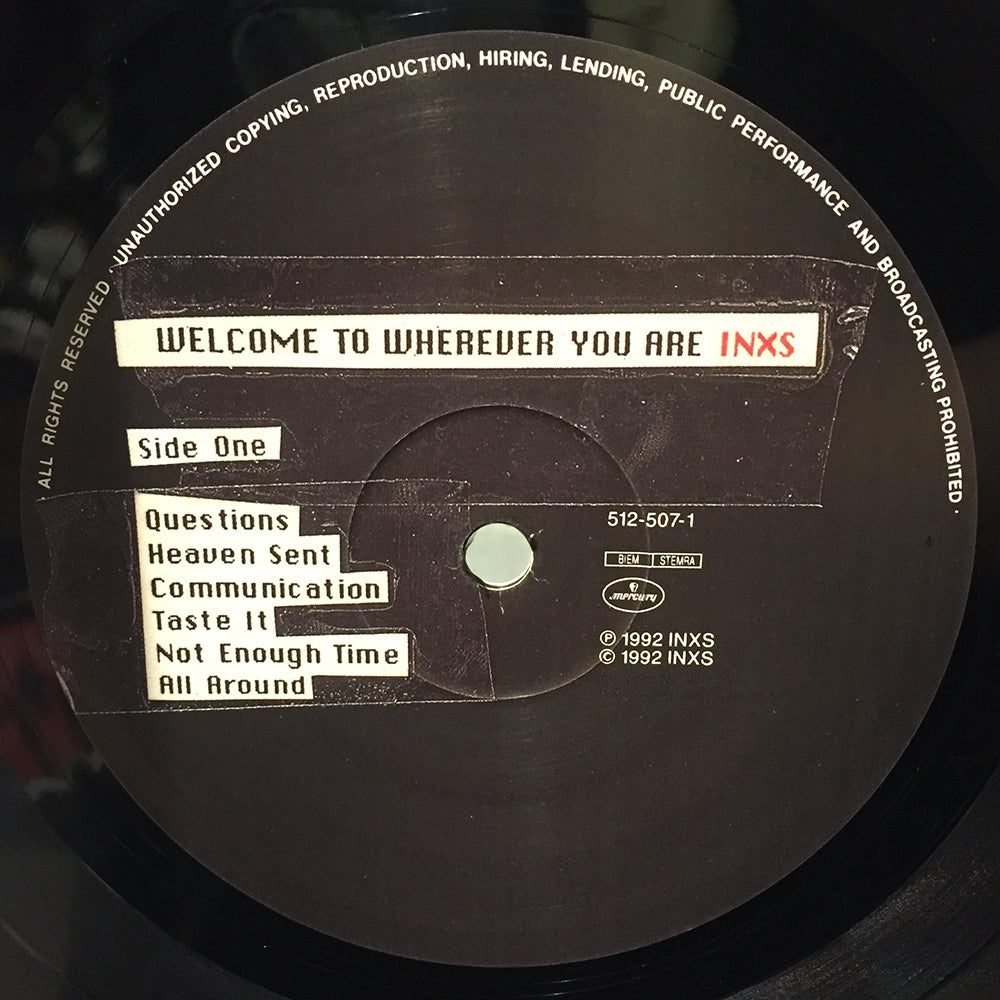 ALL RIGHTS RESERVED · UNAUTHORIZED COPYING, REPRODUCTION, HIRING, LENDING, PUBLIC PERFORMANCE AND BROADCASTING PROHIBITED ·
WELCOME TO WHEREVER YOU ARE INXS
Side One
Questions
Heaven Sent
Communication
Taste It
Not Enough Time
All Around
512-507-1
BIEM STEMRA
mercury
℗ 1992 INXS
© 1992 INXS